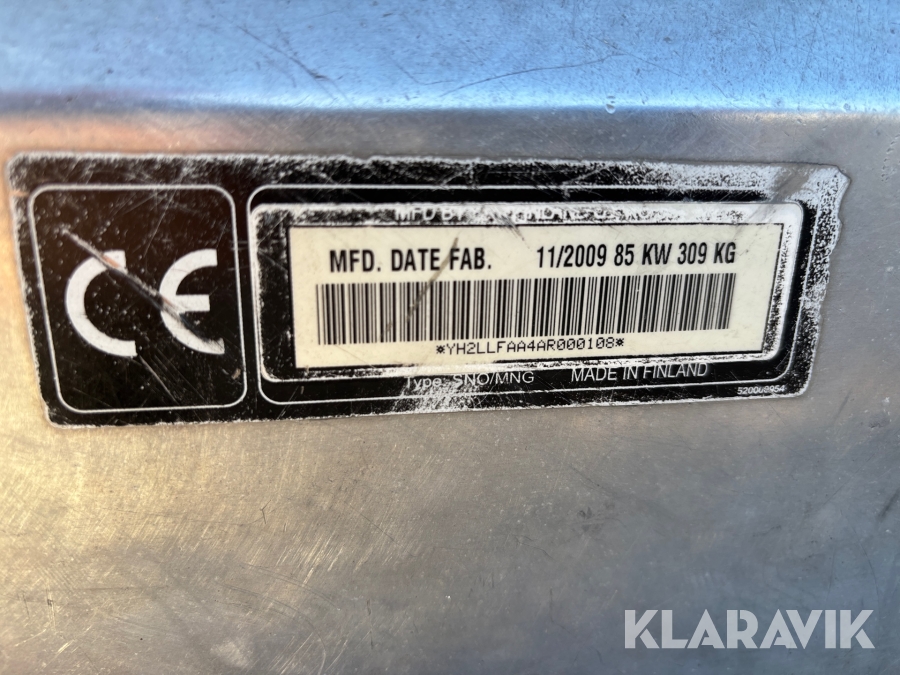 CE
MFD BY
MFD. DATE FAB. 11/2009 85 KW 309 KG
*YH2LLFAA4AR000108*
Type: SNO/MNG MADE IN FINLAND
KLARAVIK